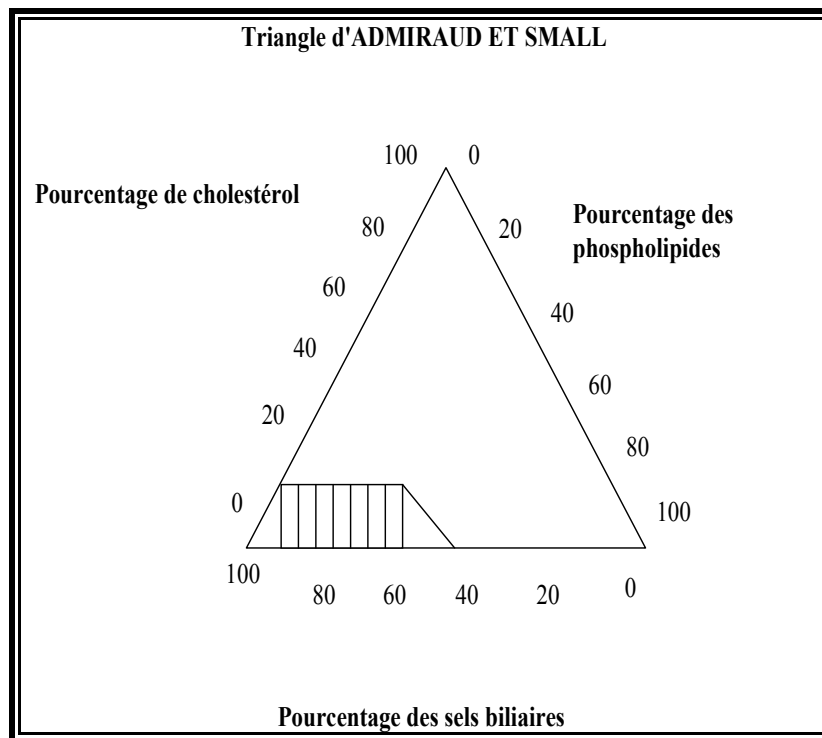 Triangle d'ADMIRAUD ET SMALL
100 0
Pourcentage de cholestérol
Pourcentage des
phospholipides
80 20
60
40
40
60
20
80
0
100
100
80 60 40 20 0
Pourcentage des sels biliaires